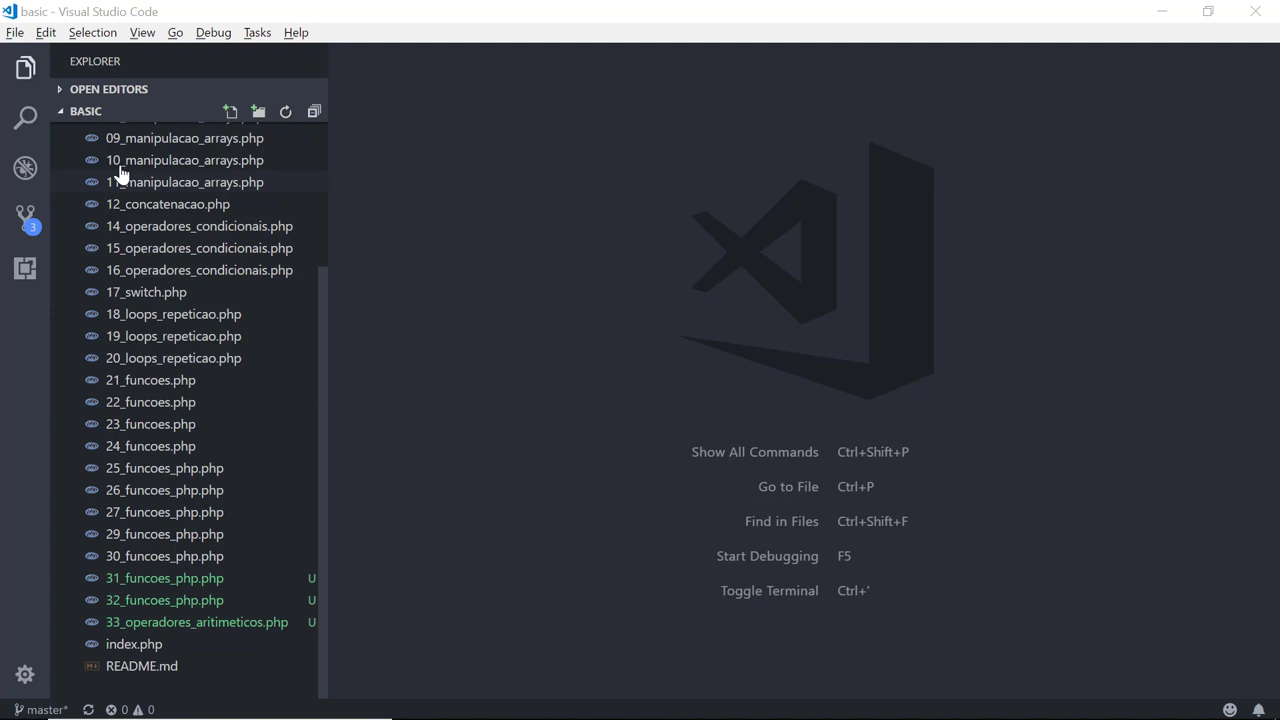 basic - Visual Studio Code
File Edit Selection View Go Debug Tasks Help
EXPLORER
OPEN EDITORS
BASIC
09_manipulacao_arrays.php
10_manipulacao_arrays.php
11_manipulacao_arrays.php
12_concatenacao.php
14_operadores_condicionais.php
15_operadores_condicionais.php
16_operadores_condicionais.php
17_switch.php
18_loops_repeticao.php
19_loops_repeticao.php
20_loops_repeticao.php
21_funcoes.php
22_funcoes.php
23_funcoes.php
24_funcoes.php
25_funcoes_php.php
26_funcoes_php.php
27_funcoes_php.php
29_funcoes_php.php
30_funcoes_php.php
31_funcoes_php.php U
32_funcoes_php.php U
33_operadores_aritimeticos.php U
index.php
README.md
3
Show All Commands Ctrl+Shift+P
Go to File Ctrl+P
Find in Files Ctrl+Shift+F
Start Debugging F5
Toggle Terminal Ctrl+'
master* 0 0